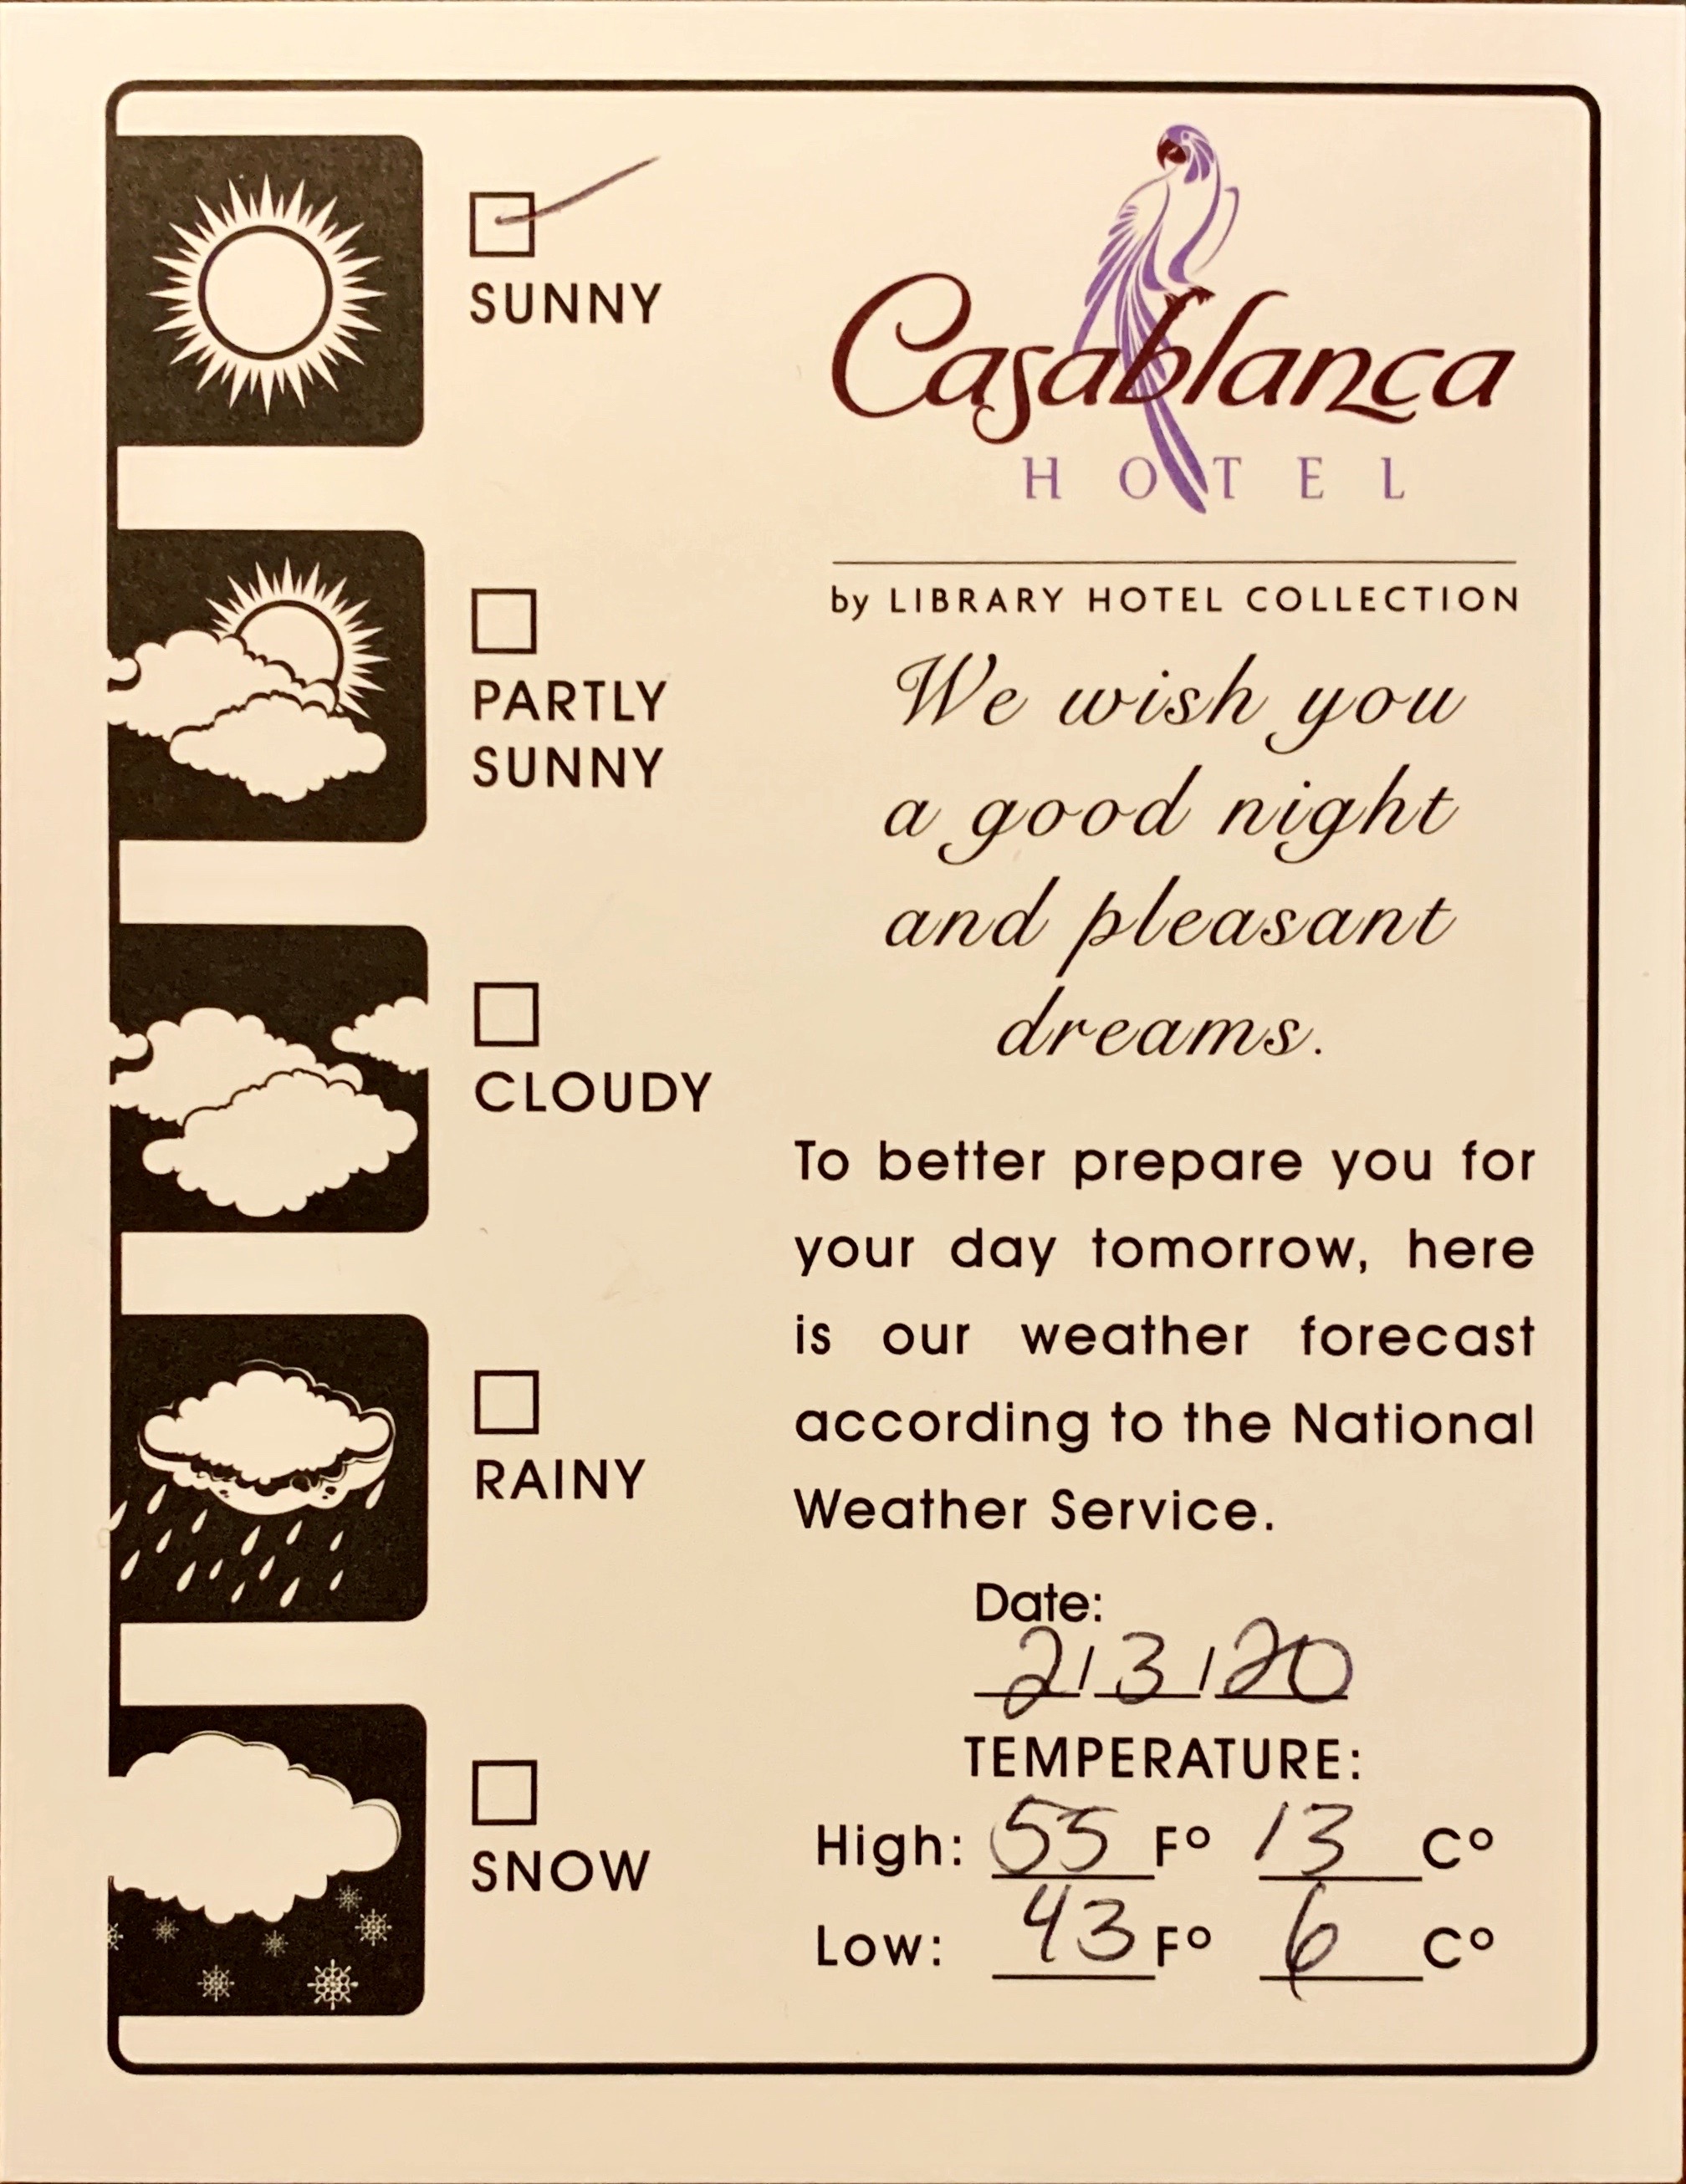 SUNNY
PARTLY
SUNNY
CLOUDY
RAINY
SNOW
Casablanca
HOTEL
by LIBRARY HOTEL COLLECTION
We wish you
a good night
and pleasant
dreams.
To better prepare you for
your day tomorrow, here
is our weather forecast
according to the National
Weather Service.
Date:
2/3/20
TEMPERATURE:
High: 55 F° 13 C°
Low: 43 F° 6 C°